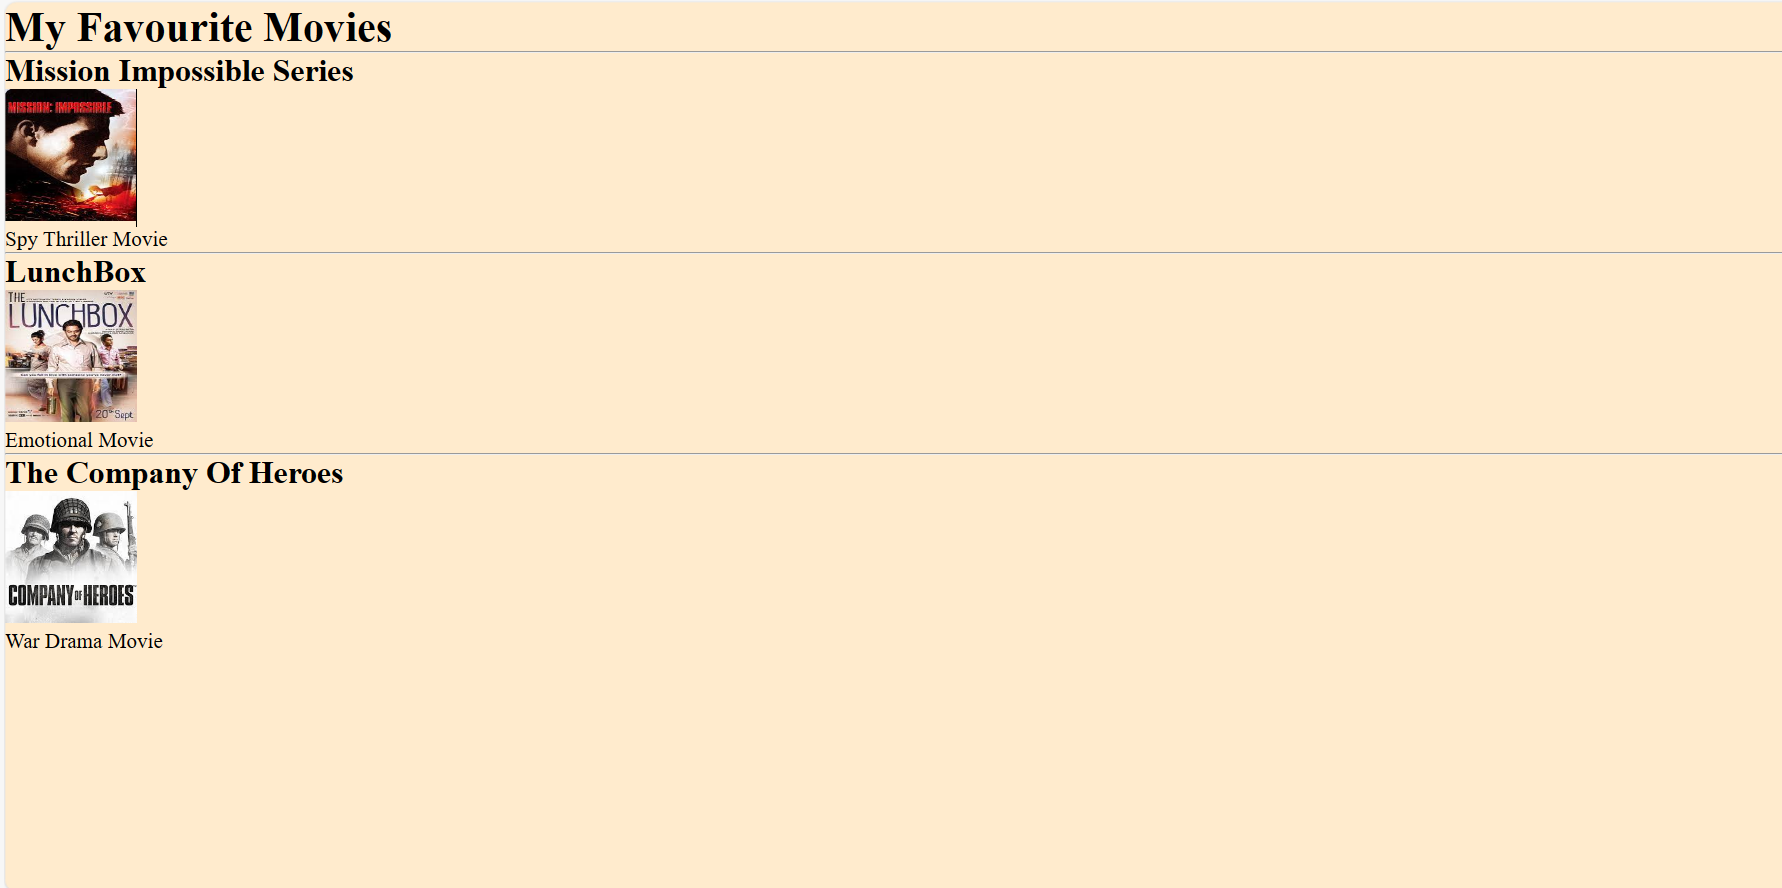 My Favourite Movies
Mission Impossible Series
MISSION: IMPOSSIBLE
Spy Thriller Movie
LunchBox
THE
LUNCHBOX
20th Sept
Emotional Movie
The Company Of Heroes
COMPANY OF HEROES
War Drama Movie